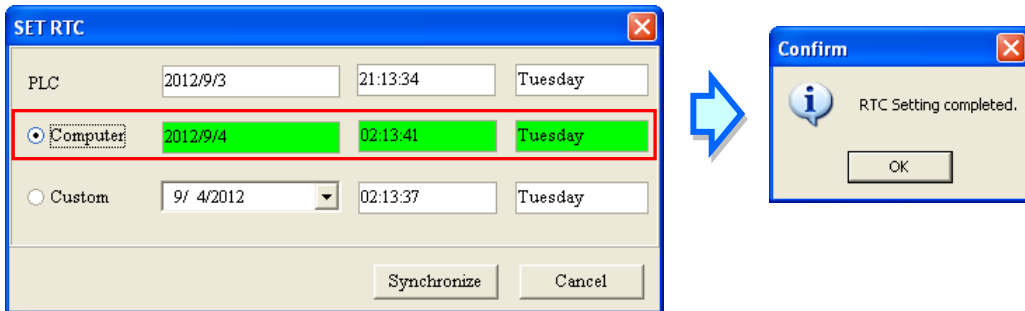 SET RTC
PLC 2012/9/3 21:13:34 Tuesday
Computer 2012/9/4 02:13:41 Tuesday
Custom 9/ 4/2012 02:13:37 Tuesday
Synchronize Cancel
Confirm
RTC Setting completed.
OK